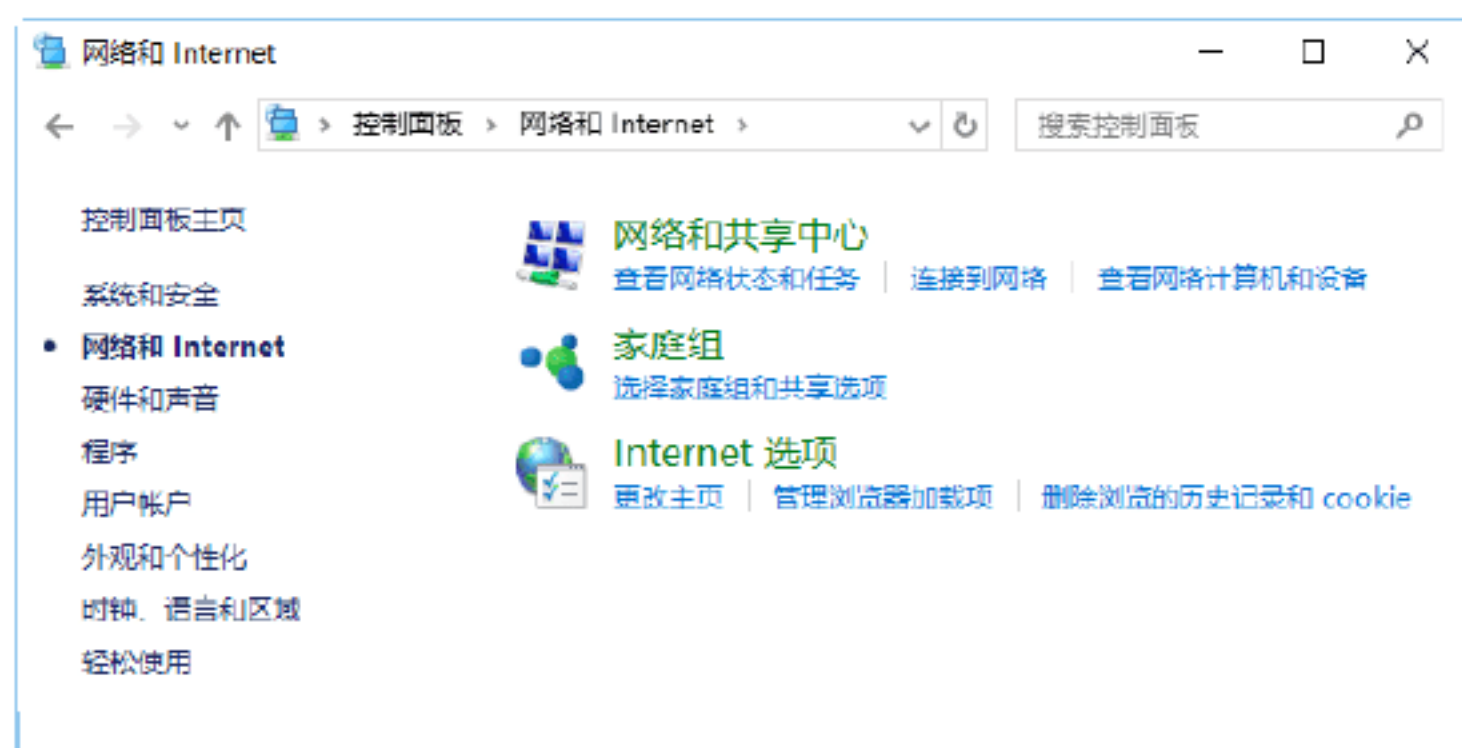 网络和 Internet
控制面板 > 网络和 Internet > 搜索控制面板
控制面板主页
系统和安全
网络和 Internet
硬件和声音
程序
用户帐户
外观和个性化
时钟、语言和区域
轻松使用
网络和共享中心
查看网络状态和任务 | 连接到网络 | 查看网络计算机和设备
家庭组
选择家庭组和共享选项
Internet 选项
更改主页 | 管理浏览器加载项 | 删除浏览的历史记录和 cookie